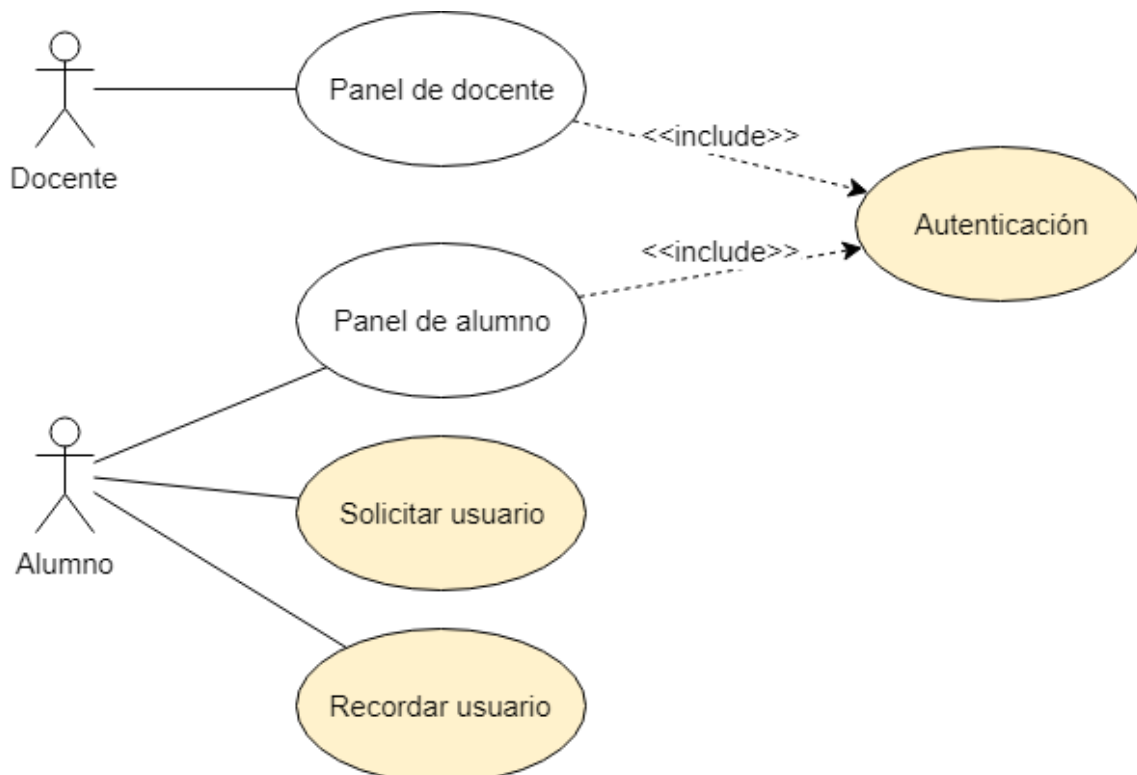 Panel de docente
<<include>>
Docente
Autenticación
<<include>>
Panel de alumno
Solicitar usuario
Alumno
Recordar usuario